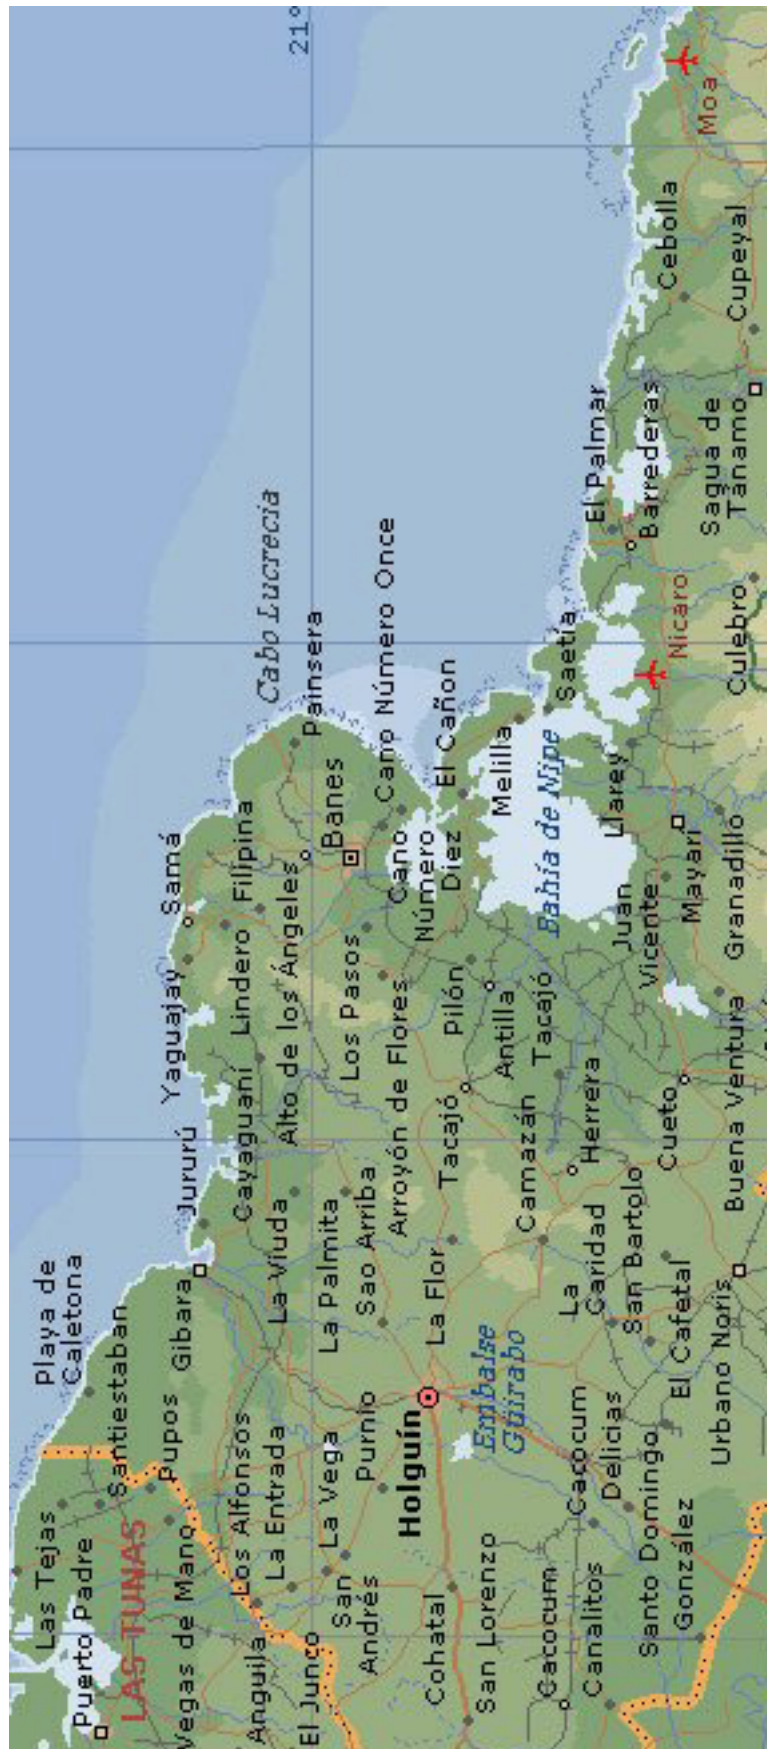 21°
Moa
Cebolla
Cupeyal
El Palmar
Barrederas
Sagua de
Tánamo
Cabo Lucrecia
Painsera
Cano Número Once
Saetía
Nicaro
Culebro
El Cañon
Melilla
Bahía de Nipe
Llarey
Banes
Cano
Número
Diez
Samá
Filipina
Mayarí
Granadillo
Juan
Vicente
Yaguajay
Lindero
Alto de los Ángeles
Los Pasos
Arroyón de Flores
Pilón
Antilla
Tacajó
Jururú
Cayaguaní
Tacajó
Camazán
Herrera
Cueto
Buena Ventura
Playa de
Caletona
Gibara
La Viuda
La Palmita
Sao Arriba
La Flor
La
Caridad
San Bartolo
El Cafetal
Urbano Noris
Santiestaban
Pupos
Los Alfonsos
La Entrada
La Vega
Purnio
Holguín
Embalse
Güirabo
Cacocum
Delicias
Santo Domingo
González
Las Tejas
Puerto Padre
LAS TUNAS
Vegas de Mano
Anguila
El Junco
San
Andrés
Cohatal
San Lorenzo
Cacocum
Canalitos